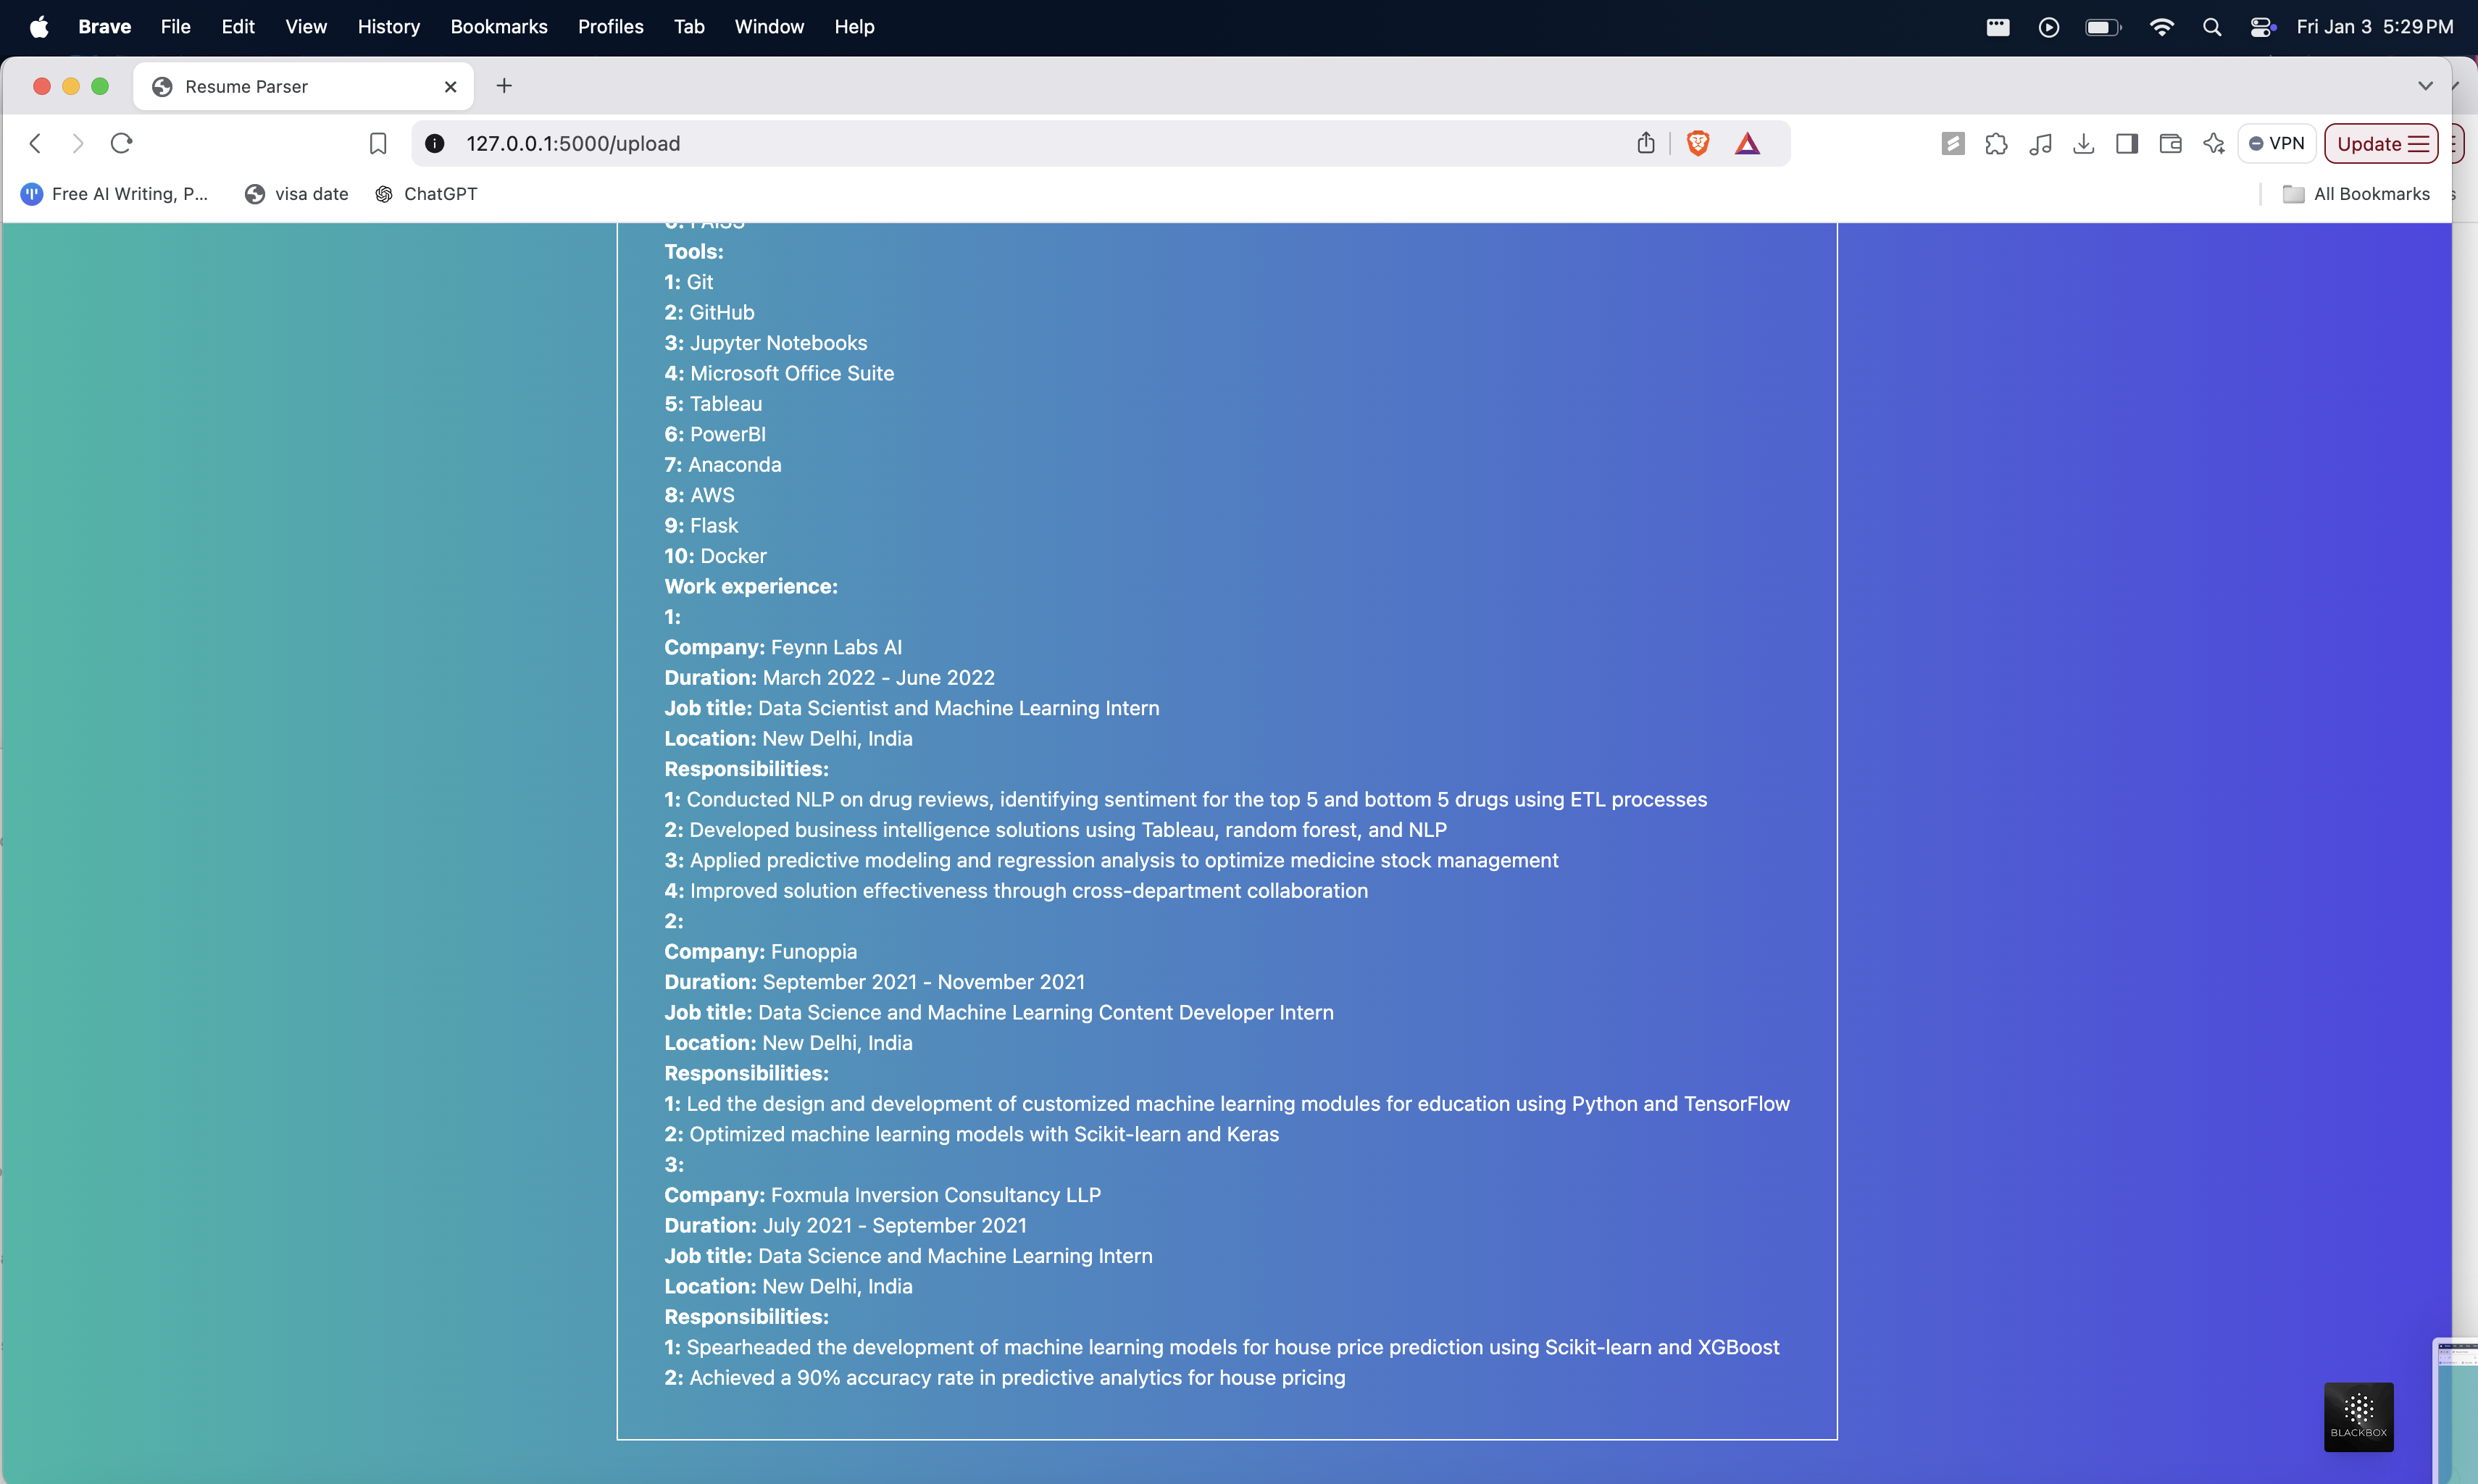 Brave File Edit View History Bookmarks Profiles Tab Window Help Fri Jan 3 5:29 PM
Resume Parser
127.0.0.1:5000/upload VPN Update
Free AI Writing, P... visa date ChatGPT All Bookmarks
FAISS
Tools:
1: Git
2: GitHub
3: Jupyter Notebooks
4: Microsoft Office Suite
5: Tableau
6: PowerBI
7: Anaconda
8: AWS
9: Flask
10: Docker
Work experience:
1:
Company: Feynn Labs AI
Duration: March 2022 - June 2022
Job title: Data Scientist and Machine Learning Intern
Location: New Delhi, India
Responsibilities:
1: Conducted NLP on drug reviews, identifying sentiment for the top 5 and bottom 5 drugs using ETL processes
2: Developed business intelligence solutions using Tableau, random forest, and NLP
3: Applied predictive modeling and regression analysis to optimize medicine stock management
4: Improved solution effectiveness through cross-department collaboration
2:
Company: Funoppia
Duration: September 2021 - November 2021
Job title: Data Science and Machine Learning Content Developer Intern
Location: New Delhi, India
Responsibilities:
1: Led the design and development of customized machine learning modules for education using Python and TensorFlow
2: Optimized machine learning models with Scikit-learn and Keras
3:
Company: Foxmula Inversion Consultancy LLP
Duration: July 2021 - September 2021
Job title: Data Science and Machine Learning Intern
Location: New Delhi, India
Responsibilities:
1: Spearheaded the development of machine learning models for house price prediction using Scikit-learn and XGBoost
2: Achieved a 90% accuracy rate in predictive analytics for house pricing
BLACKBOX